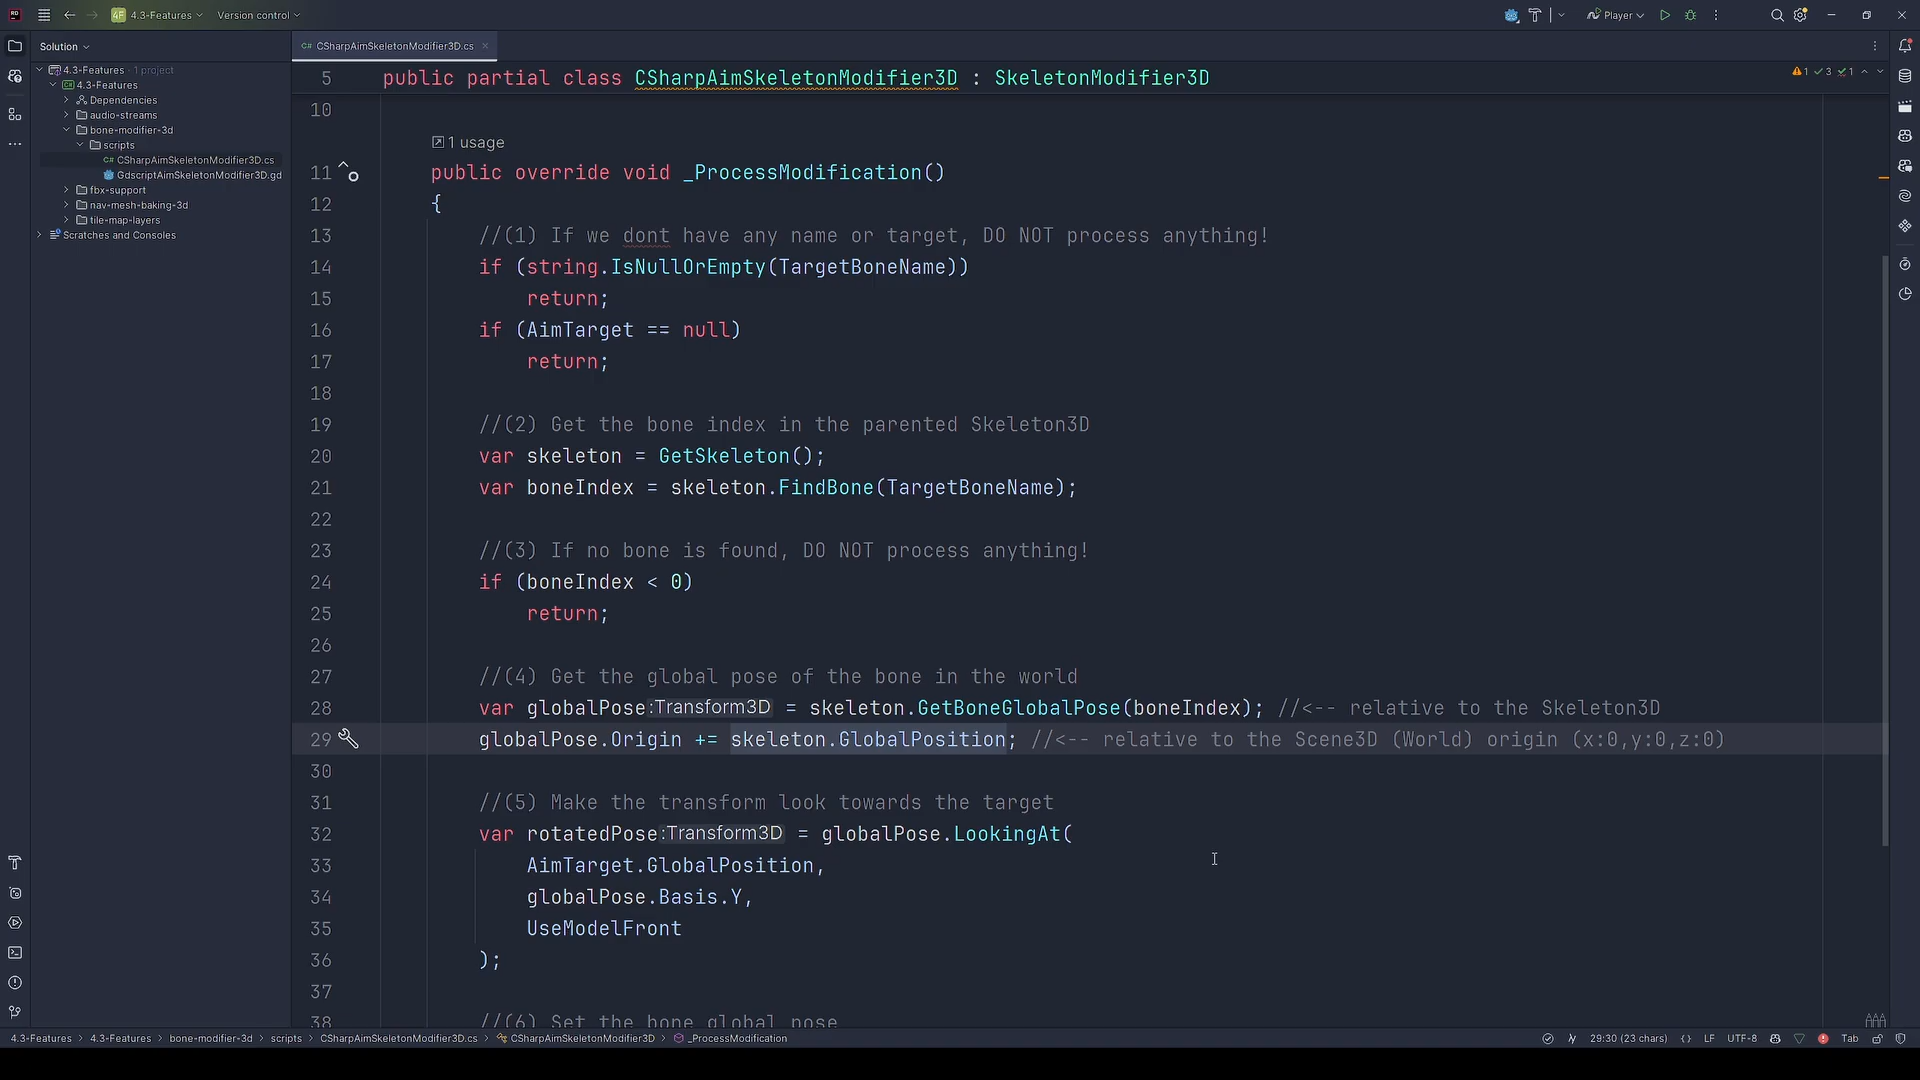 4F 4.3-Features Version control Player
Solution
CSharpAimSkeletonModifier3D.cs
4.3-Features · 1 project
4.3-Features
Dependencies
audio-streams
bone-modifier-3d
scripts
C# CSharpAimSkeletonModifier3D.cs
GdscriptAimSkeletonModifier3D.gd
fbx-support
nav-mesh-baking-3d
tile-map-layers
Scratches and Consoles
5 public partial class CSharpAimSkeletonModifier3D : SkeletonModifier3D
1 3 1
10
1 usage
11 public override void _ProcessModification()
12 {
13 //(1) If we dont have any name or target, DO NOT process anything!
14 if (string.IsNullOrEmpty(TargetBoneName))
15 return;
16 if (AimTarget == null)
17 return;
18
19 //(2) Get the bone index in the parented Skeleton3D
20 var skeleton = GetSkeleton();
21 var boneIndex = skeleton.FindBone(TargetBoneName);
22
23 //(3) If no bone is found, DO NOT process anything!
24 if (boneIndex < 0)
25 return;
26
27 //(4) Get the global pose of the bone in the world
28 var globalPose :Transform3D = skeleton.GetBoneGlobalPose(boneIndex); //<-- relative to the Skeleton3D
29 globalPose.Origin += skeleton.GlobalPosition; //<-- relative to the Scene3D (World) origin (x:0,y:0,z:0)
30
31 //(5) Make the transform look towards the target
32 var rotatedPose :Transform3D = globalPose.LookingAt(
33 AimTarget.GlobalPosition,
34 globalPose.Basis.Y,
35 UseModelFront
36 );
37
38 //(6) Set the bone global pose
4.3-Features › 4.3-Features › bone-modifier-3d › scripts › CSharpAimSkeletonModifier3D.cs › CSharpAimSkeletonModifier3D › _ProcessModification
29:30 (23 chars) {} LF UTF-8 Tab